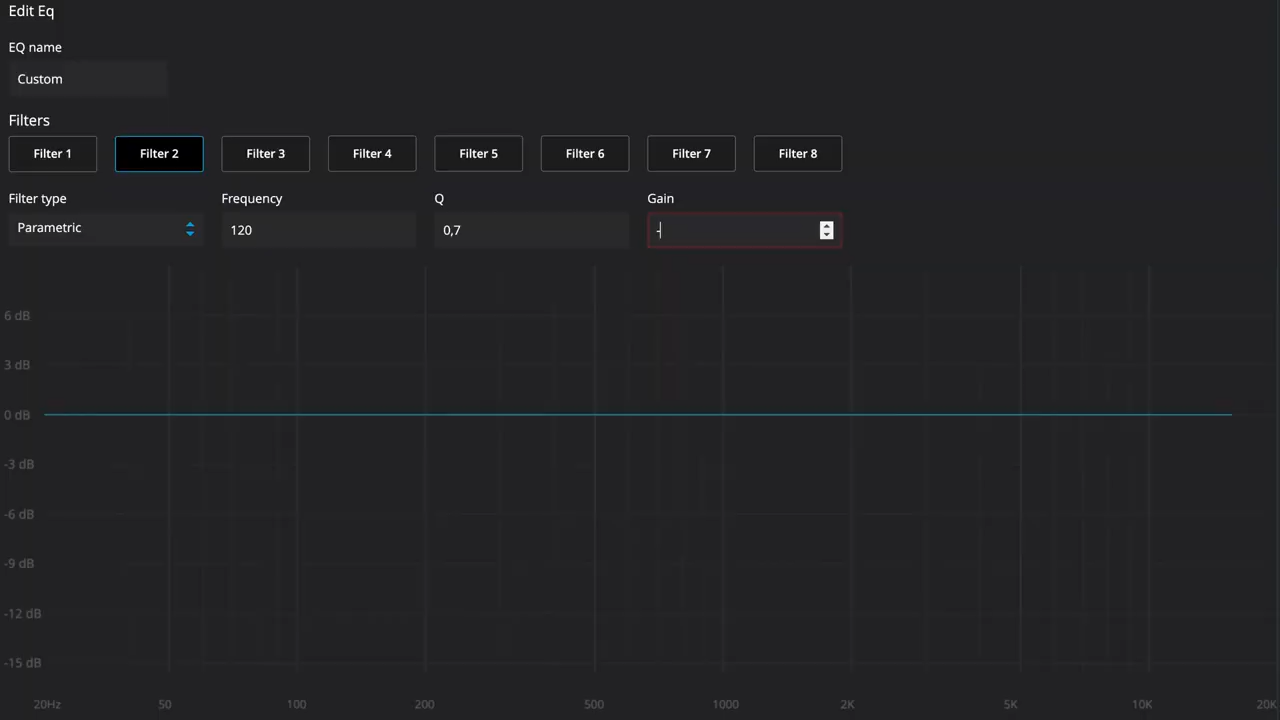 Edit Eq
EQ name
Custom
Filters
Filter 1 Filter 2 Filter 3 Filter 4 Filter 5 Filter 6 Filter 7 Filter 8
Filter type Frequency Q Gain
Parametric 120 0,7 -
6 dB
3 dB
0 dB
-3 dB
-6 dB
-9 dB
-12 dB
-15 dB
20Hz 50 100 200 500 1000 2K 5K 10K 20K